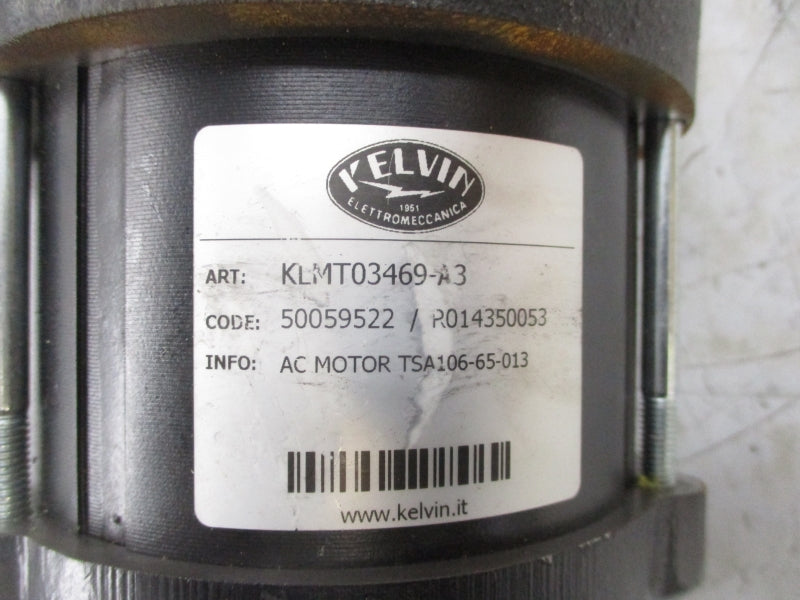 KELVIN
1951
ELETTROMECCANICA
ART: KLMT03469-A3
CODE: 50059522 / R014350053
INFO: AC MOTOR TSA106-65-013
www.kelvin.it